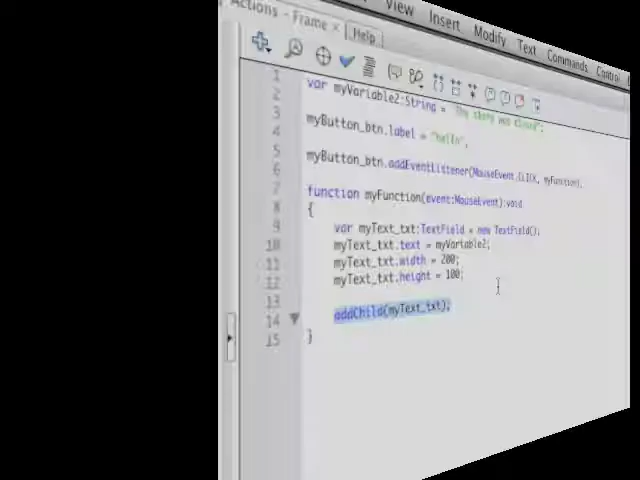 View Insert Modify Text Commands Control
Actions - Frame × Help
1 var myVariable2:String = "The store was closed";
2
3 myButton_btn.label = "hello";
4
5 myButton_btn.addEventListener(MouseEvent.CLICK, myFunction);
6
7 function myFunction(event:MouseEvent):void
8 {
9 var myText_txt:TextField = new TextField();
10 myText_txt.text = myVariable2;
11 myText_txt.width = 200;
12 myText_txt.height = 100;
13
14 addChild(myText_txt);
15 }